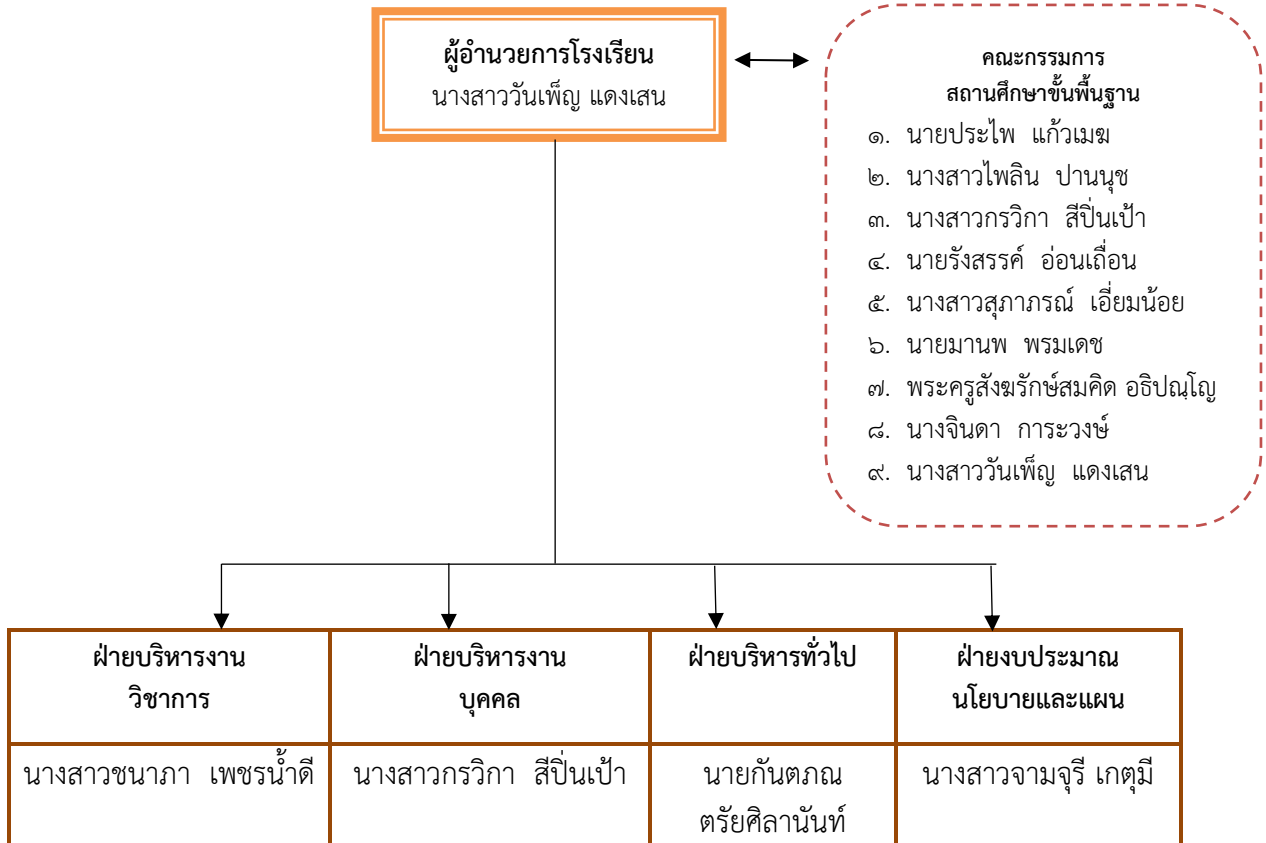 ผู้อำนวยการโรงเรียน
นางสาววันเพ็ญ แดงเสน
คณะกรรมการ
สถานศึกษาขั้นพื้นฐาน
๑. นายประไพ แก้วเมฆ
๒. นางสาวไพลิน ปานนุช
๓. นางสาวกรวิกา สีปิ่นเป้า
๔. นายรังสรรค์ อ่อนเถื่อน
๕. นางสาวสุภาภรณ์ เอี่ยมน้อย
๖. นายมานพ พรมเดช
๗. พระครูสังฆรักษ์สมคิด อธิปญฺโญ
๘. นางจินดา การะวงษ์
๙. นางสาววันเพ็ญ แดงเสน
ฝ่ายบริหารงาน
วิชาการ
ฝ่ายบริหารงาน
บุคคล
ฝ่ายบริหารทั่วไป
ฝ่ายงบประมาณ
นโยบายและแผน
นางสาวชนาภา เพชรน้ำดี
นางสาวกรวิกา สีปิ่นเป้า
นายกันตภณ
ตรัยศิลานันท์
นางสาวจามจุรี เกตุมี